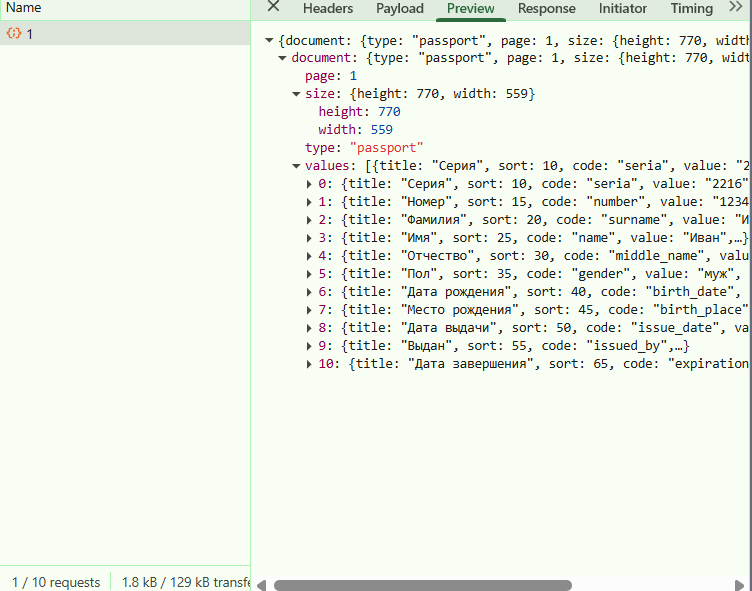 Name
Headers Payload Preview Response Initiator Timing
1
{document: {type: "passport", page: 1, size: {height: 770, width
document: {type: "passport", page: 1, size: {height: 770, widt
page: 1
size: {height: 770, width: 559}
height: 770
width: 559
type: "passport"
values: [{title: "Серия", sort: 10, code: "seria", value: "2
0: {title: "Серия", sort: 10, code: "seria", value: "2216"
1: {title: "Номер", sort: 15, code: "number", value: "1234
2: {title: "Фамилия", sort: 20, code: "surname", value: "И
3: {title: "Имя", sort: 25, code: "name", value: "Иван",…}
4: {title: "Отчество", sort: 30, code: "middle_name", valu
5: {title: "Пол", sort: 35, code: "gender", value: "муж",
6: {title: "Дата рождения", sort: 40, code: "birth_date",
7: {title: "Место рождения", sort: 45, code: "birth_place"
8: {title: "Дата выдачи", sort: 50, code: "issue_date", va
9: {title: "Выдан", sort: 55, code: "issued_by",…}
10: {title: "Дата завершения", sort: 65, code: "expiration
1 / 10 requests 1.8 kB / 129 kB transfe